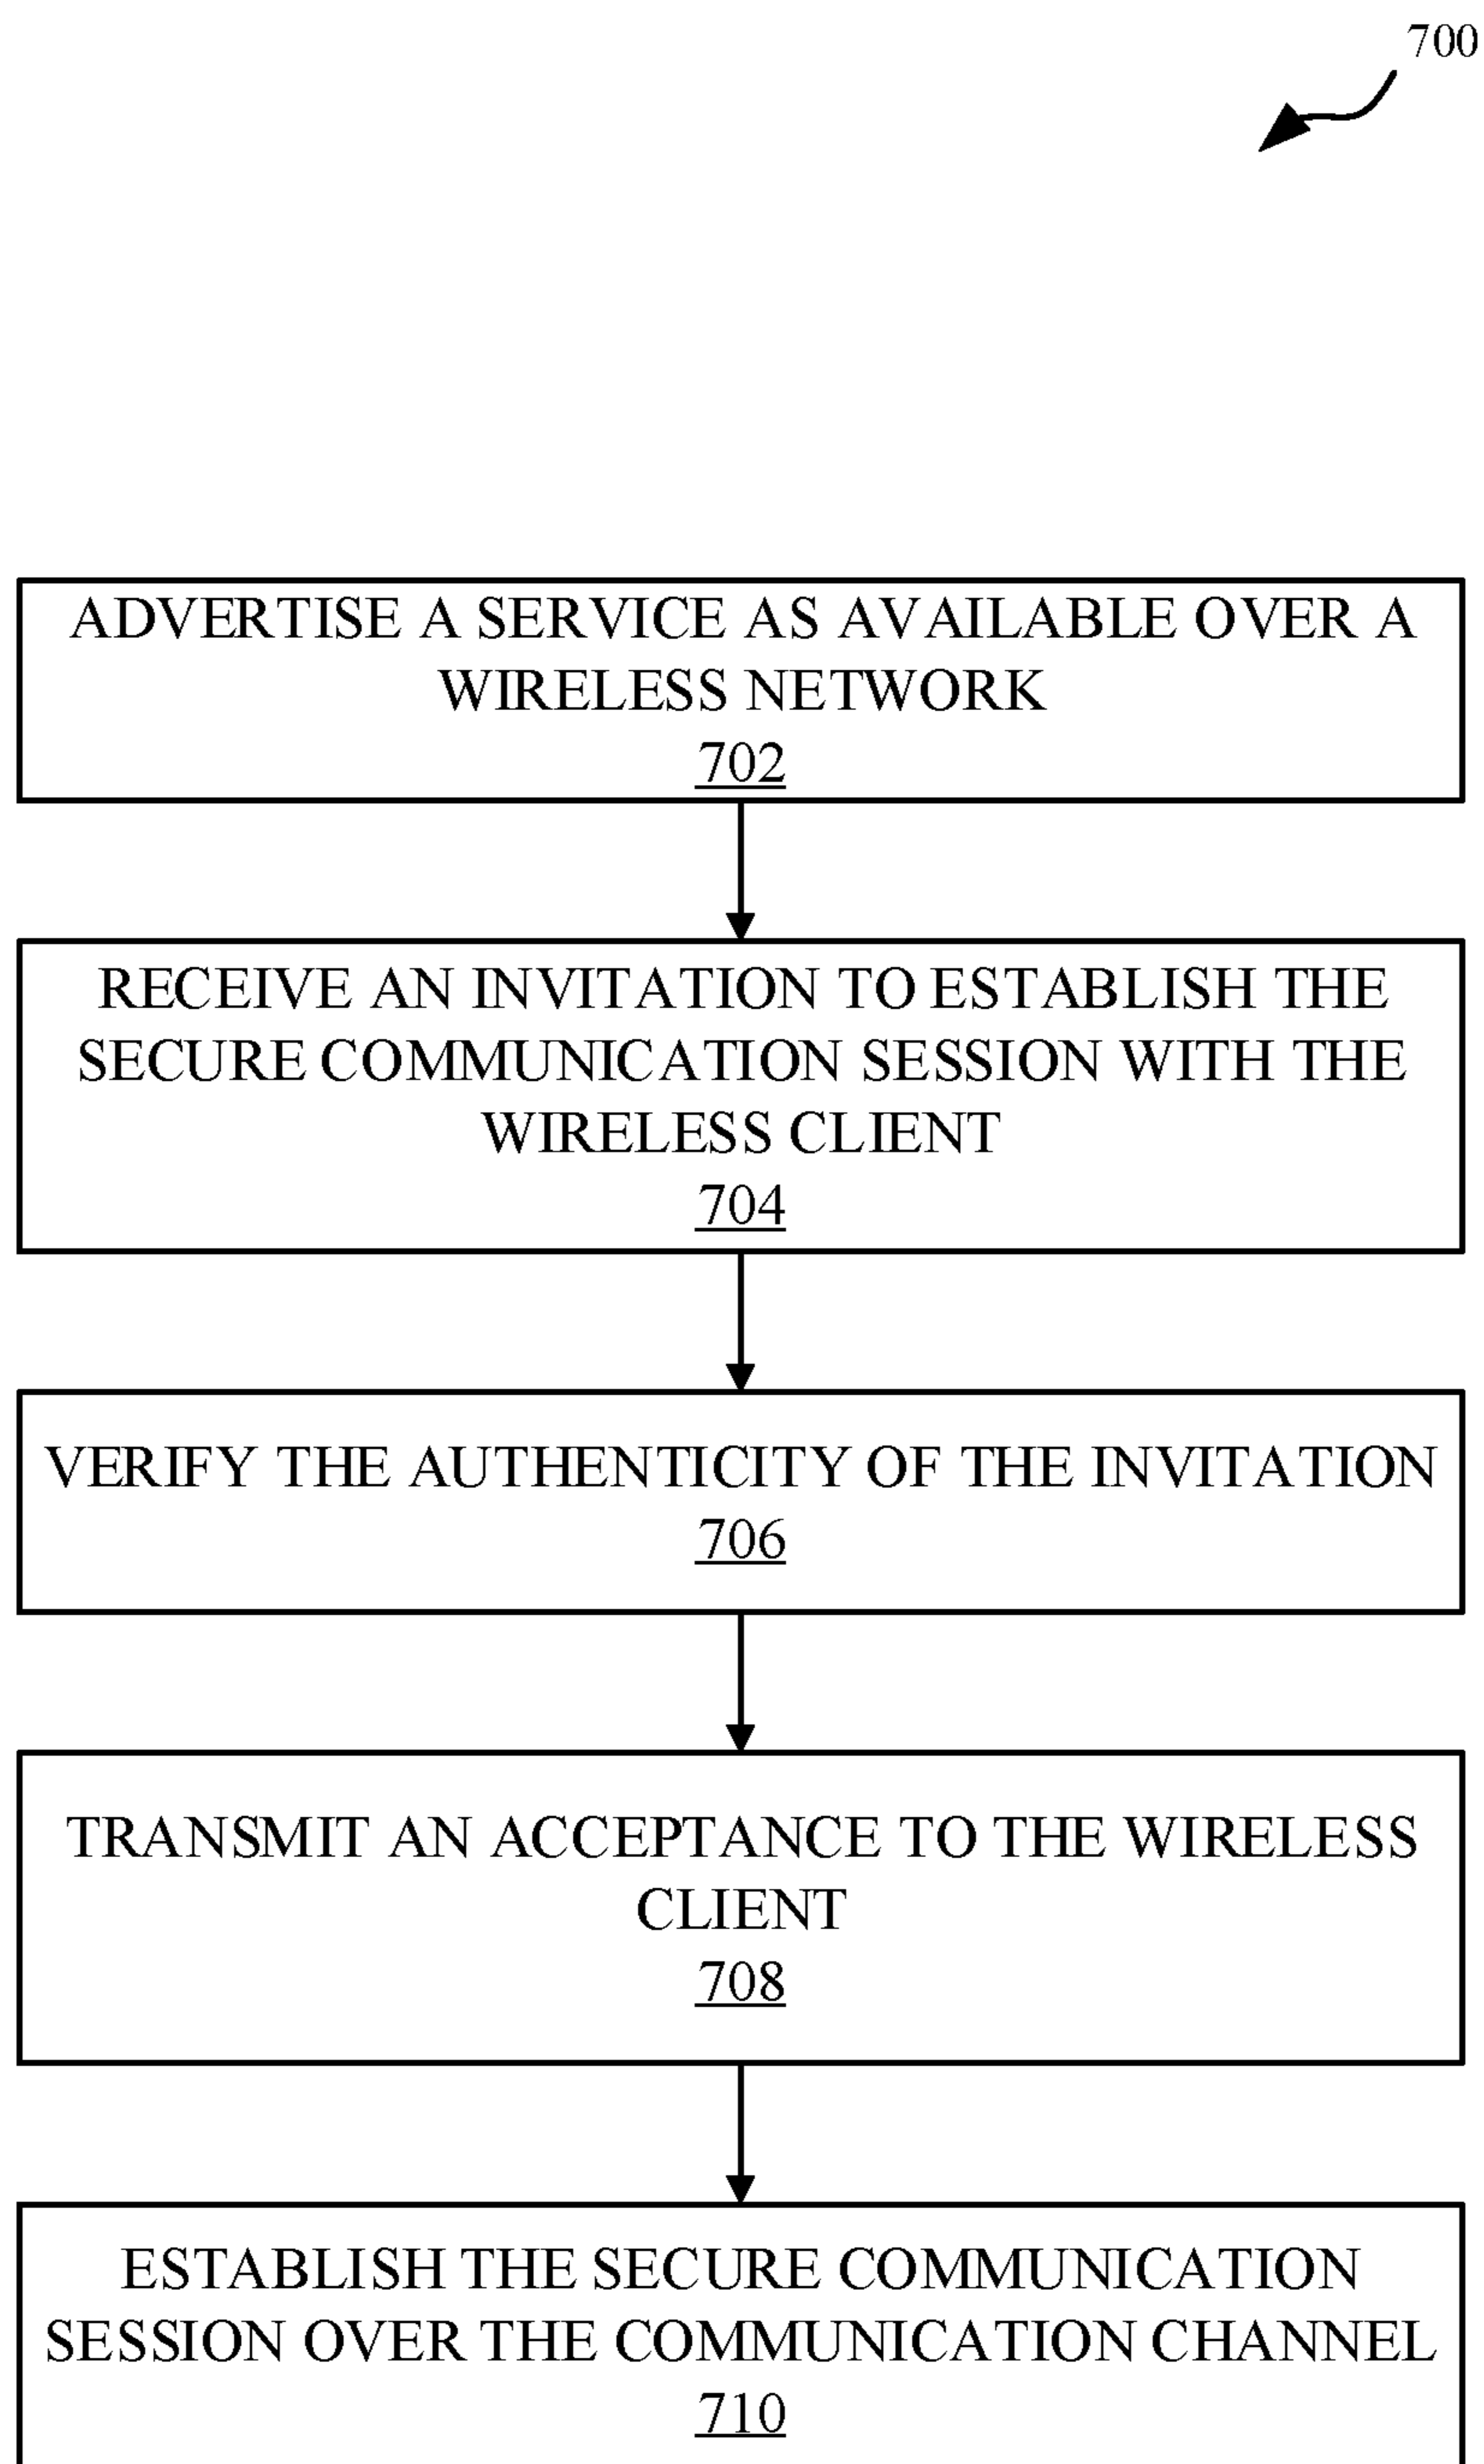 700
ADVERTISE A SERVICE AS AVAILABLE OVER A
WIRELESS NETWORK
702
RECEIVE AN INVITATION TO ESTABLISH THE
SECURE COMMUNICATION SESSION WITH THE
WIRELESS CLIENT
704
VERIFY THE AUTHENTICITY OF THE INVITATION
706
TRANSMIT AN ACCEPTANCE TO THE WIRELESS
CLIENT
708
ESTABLISH THE SECURE COMMUNICATION
SESSION OVER THE COMMUNICATION CHANNEL
710